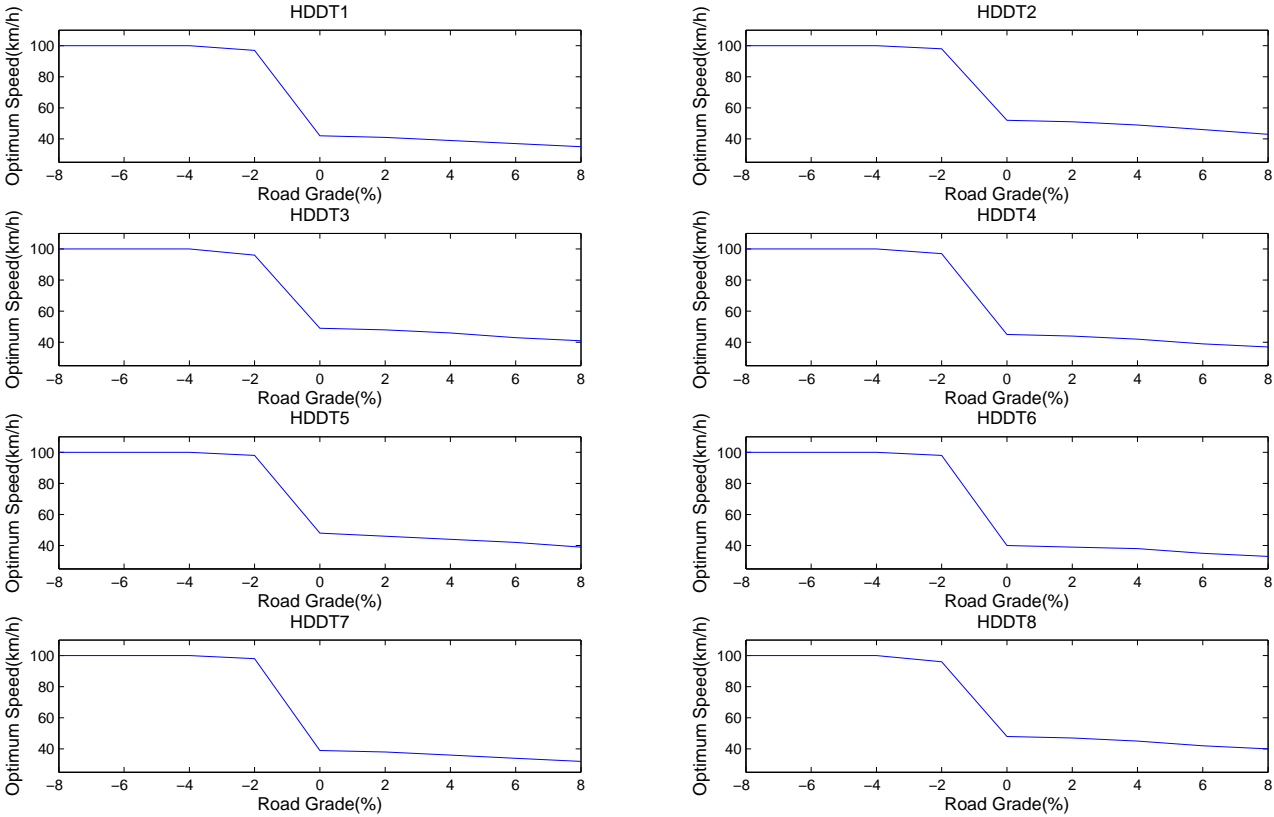 HDDT1
Optimum Speed(km/h)
100
80
60
40
−8 −6 −4 −2 0 2 4 6 8
Road Grade(%)
HDDT2
Optimum Speed(km/h)
100
80
60
40
−8 −6 −4 −2 0 2 4 6 8
Road Grade(%)
HDDT3
Optimum Speed(km/h)
100
80
60
40
−8 −6 −4 −2 0 2 4 6 8
Road Grade(%)
HDDT4
Optimum Speed(km/h)
100
80
60
40
−8 −6 −4 −2 0 2 4 6 8
Road Grade(%)
HDDT5
Optimum Speed(km/h)
100
80
60
40
−8 −6 −4 −2 0 2 4 6 8
Road Grade(%)
HDDT6
Optimum Speed(km/h)
100
80
60
40
−8 −6 −4 −2 0 2 4 6 8
Road Grade(%)
HDDT7
Optimum Speed(km/h)
100
80
60
40
−8 −6 −4 −2 0 2 4 6 8
Road Grade(%)
HDDT8
Optimum Speed(km/h)
100
80
60
40
−8 −6 −4 −2 0 2 4 6 8
Road Grade(%)